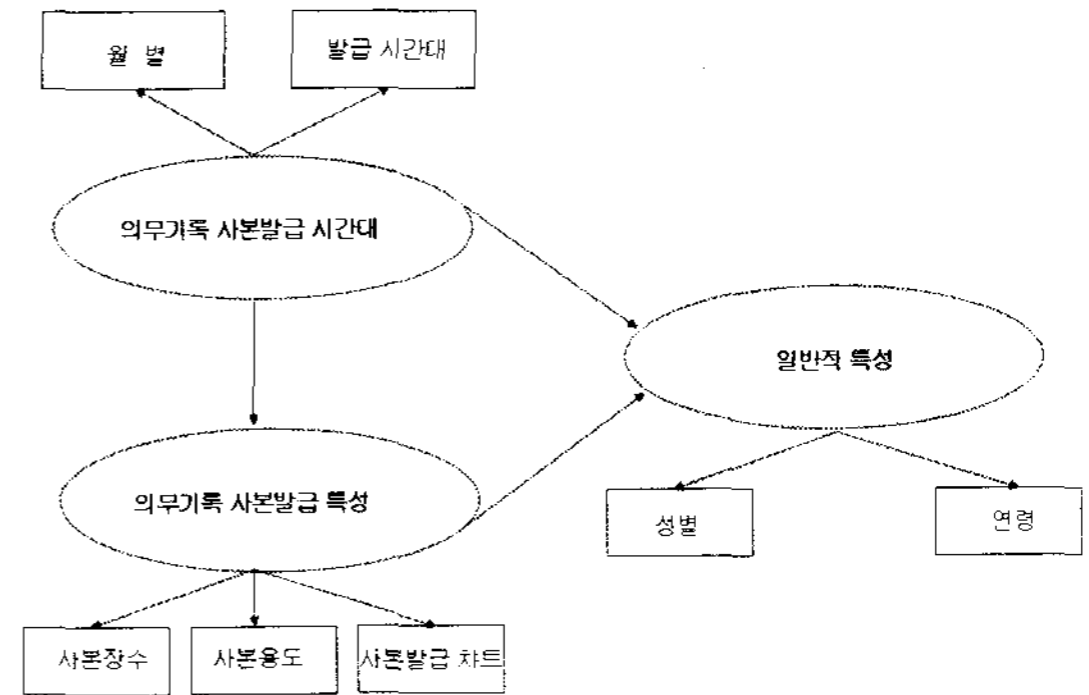 월 별
발급 시간대
의무기록 사본발급 시간대
일반적 특성
의무기록 사본발급 특성
성별
연령
사본장수
사본용도
사본발급 챠트